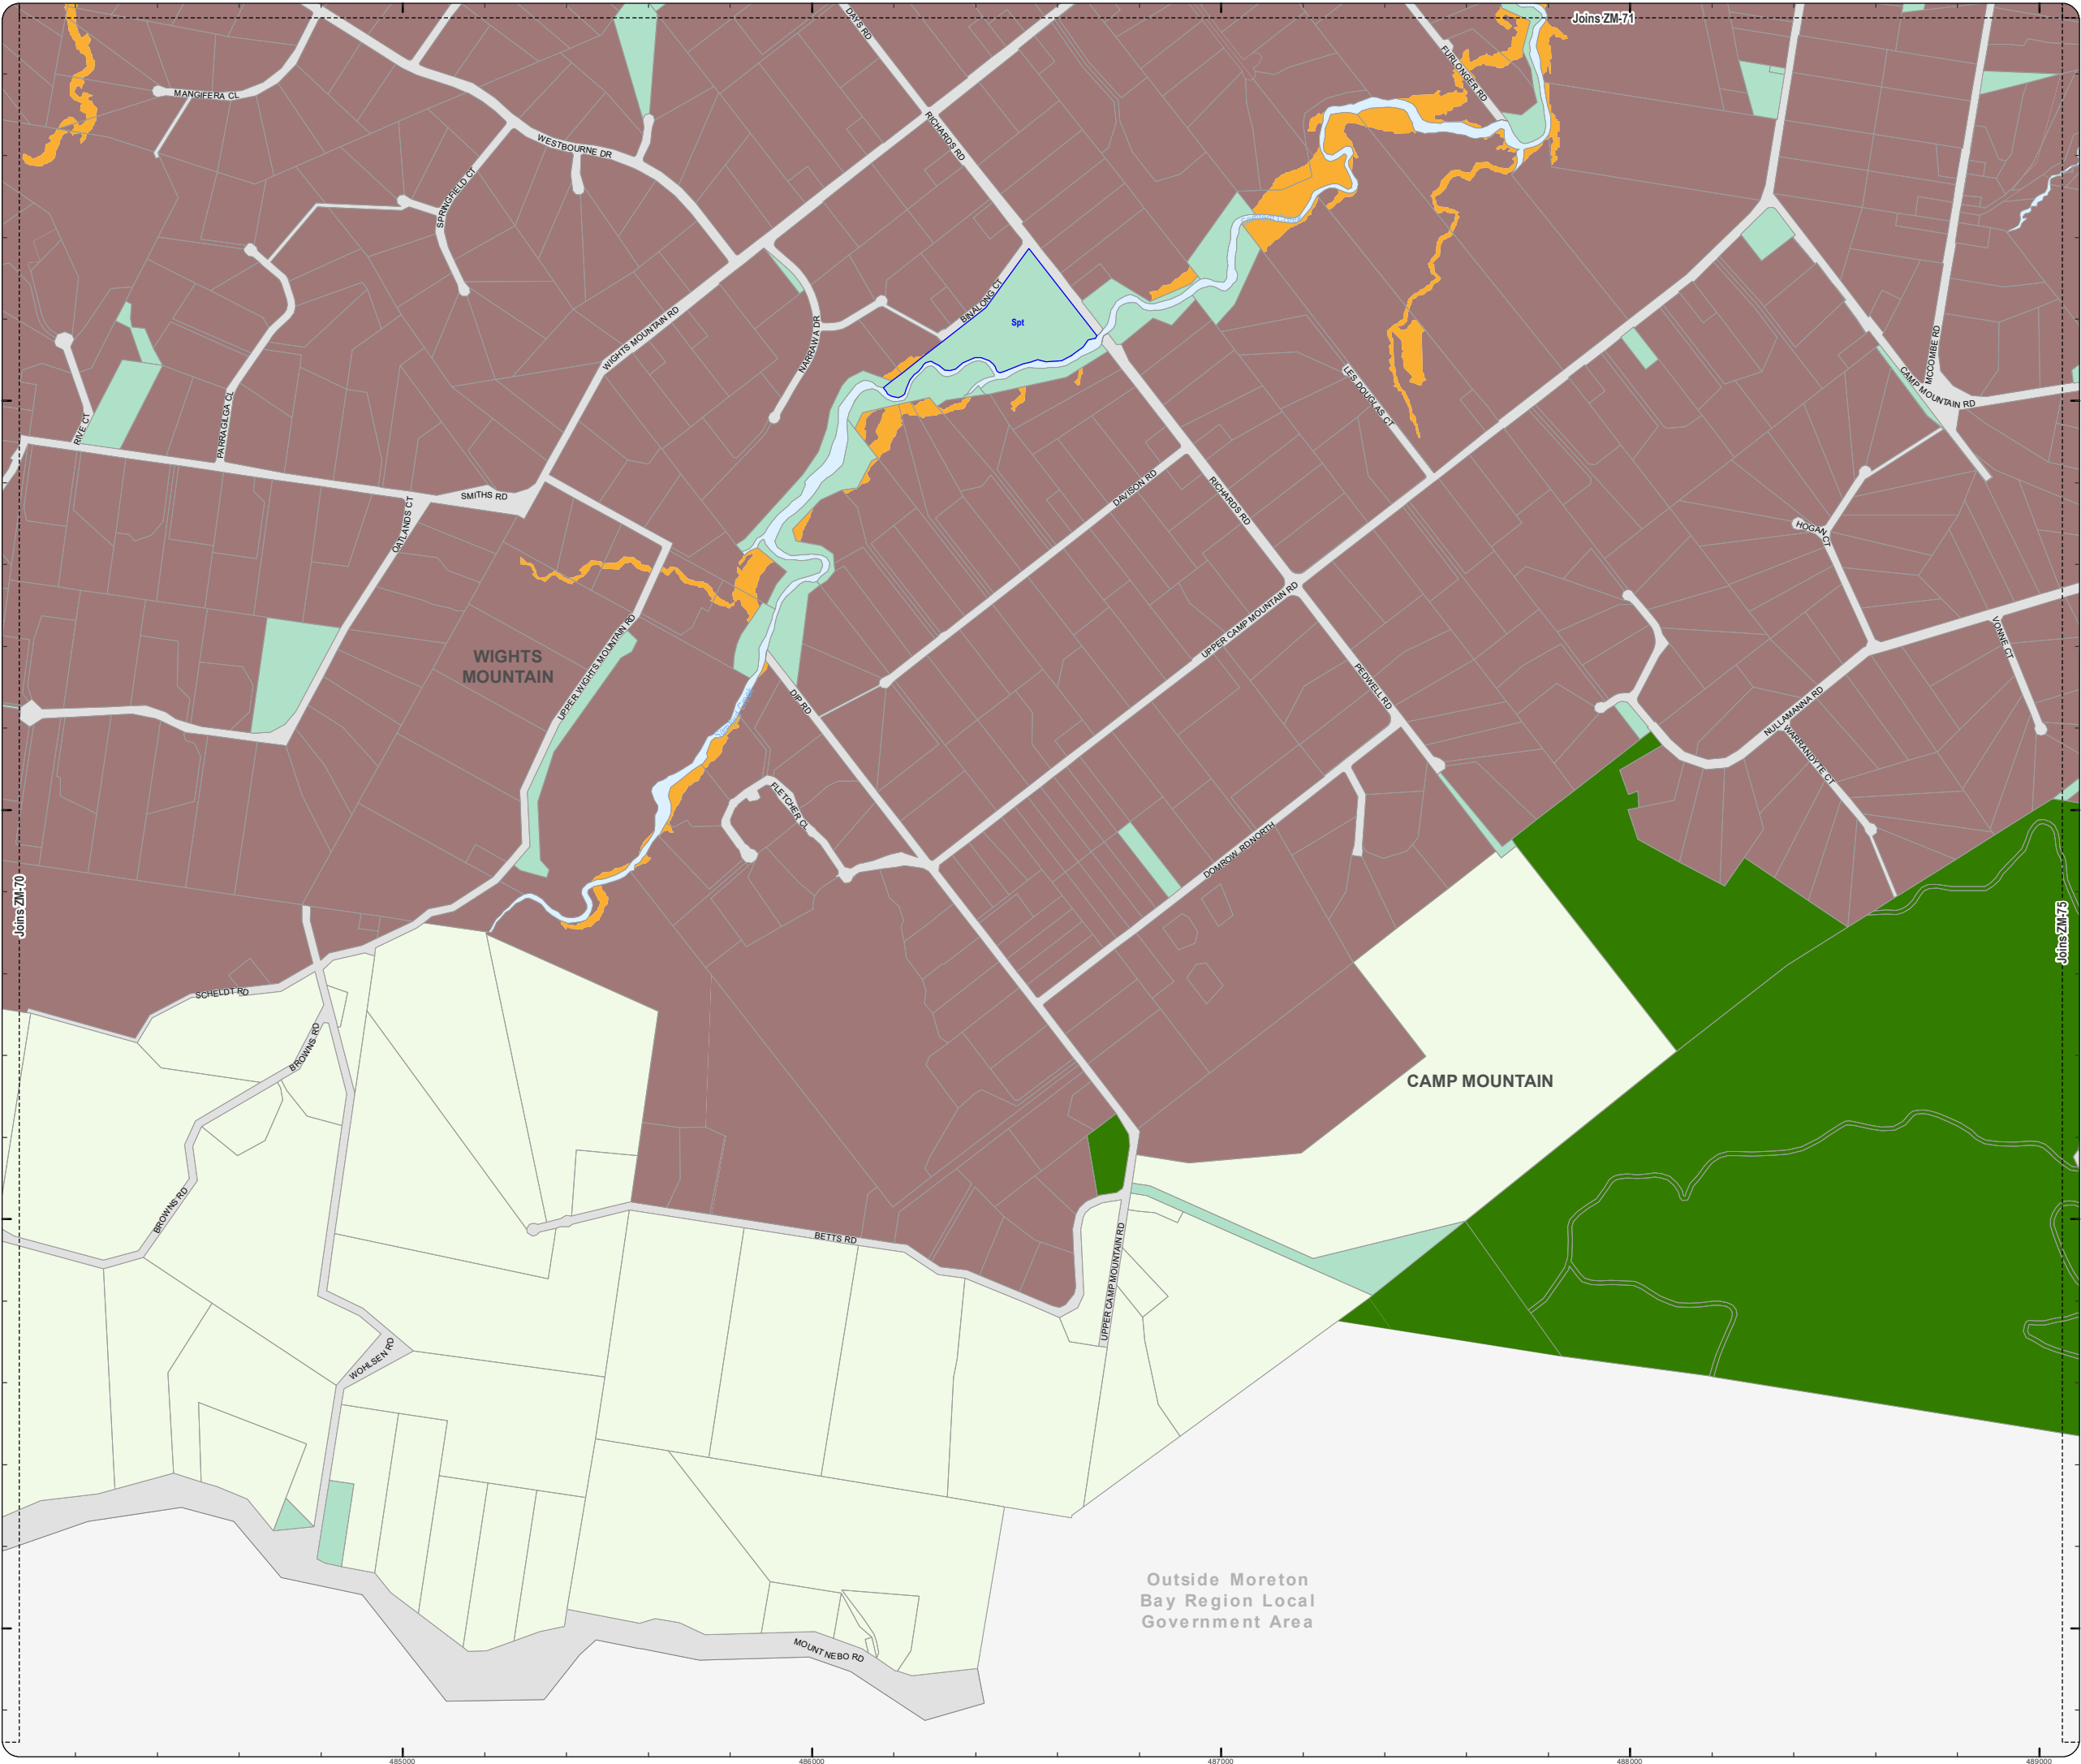 Joins ZM-71
DAYS RD
FURLONGER RD
MANGIFERA CL
RICHARDS RD
WESTBOURNE DR
SPRINGFIELD CT
BINALONG CT
Spt
WIGHTS MOUNTAIN RD
NARRAWA DR
MCCOMBE RD
CAMP MOUNTAIN RD
LES DOUGLAS CT
RIVE CT
PARRALGA CL
SMITHS RD
OATLANDS CT
DAVISON RD
RICHARDS RD
HOGAN
CT
WIGHTS
MOUNTAIN
UPPER WIGHTS MOUNTAIN RD
UPPER CAMP MOUNTAIN RD
VONNE CT
PEDWELL RD
DIP RD
NULLAMANNA RD
WARRANDYTE CT
FLETCHER CL
DOMROW RD NORTH
Joins ZM-70
Joins ZM-75
SCHELDT RD
BROWNS RD
CAMP MOUNTAIN
BROWNS RD
BETTS RD
UPPER CAMP MOUNTAIN RD
WOHLSEN RD
Outside Moreton
Bay Region Local
Government Area
MOUNT NEBO RD
485000
486000
487000
488000
489000